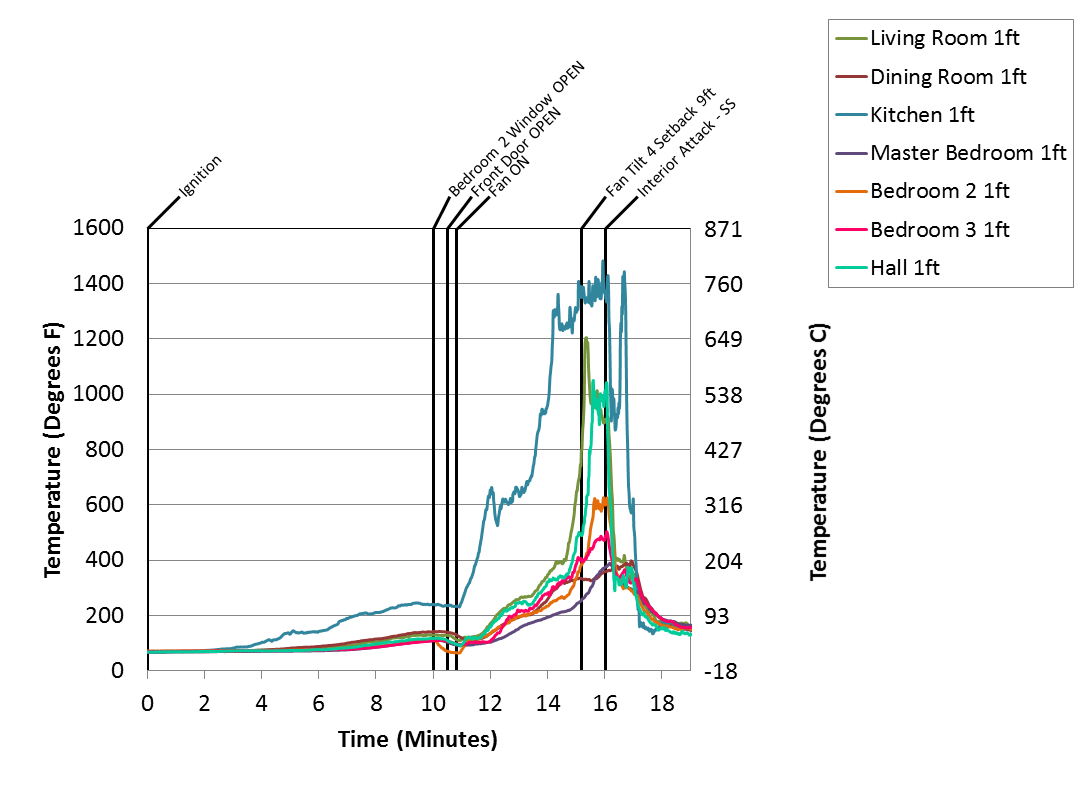 Living Room 1ft
Dining Room 1ft
Kitchen 1ft
Master Bedroom 1ft
Bedroom 2 1ft
Bedroom 3 1ft
Hall 1ft
Ignition
Bedroom 2 Window OPEN
Front Door OPEN
Fan ON
Fan Tilt 4 Setback 9ft
Interior Attack - SS
Temperature (Degrees F)
1600
1400
1200
1000
800
600
400
200
0
871
760
649
538
427
316
204
93
-18
Temperature (Degrees C)
0 2 4 6 8 10 12 14 16 18
Time (Minutes)